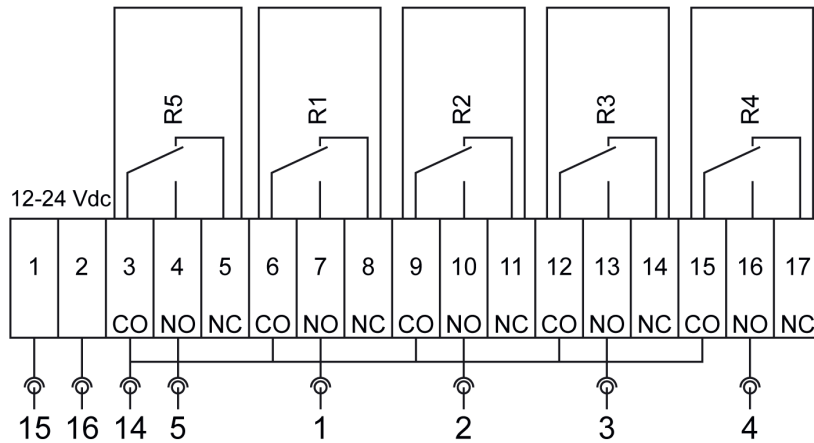 R5 R1 R2 R3 R4
12-24 Vdc
1 2 3 4 5 6 7 8 9 10 11 12 13 14 15 16 17
CO NO NC CO NO NC CO NO NC CO NO NC CO NO NC
15 16 14 5 1 2 3 4